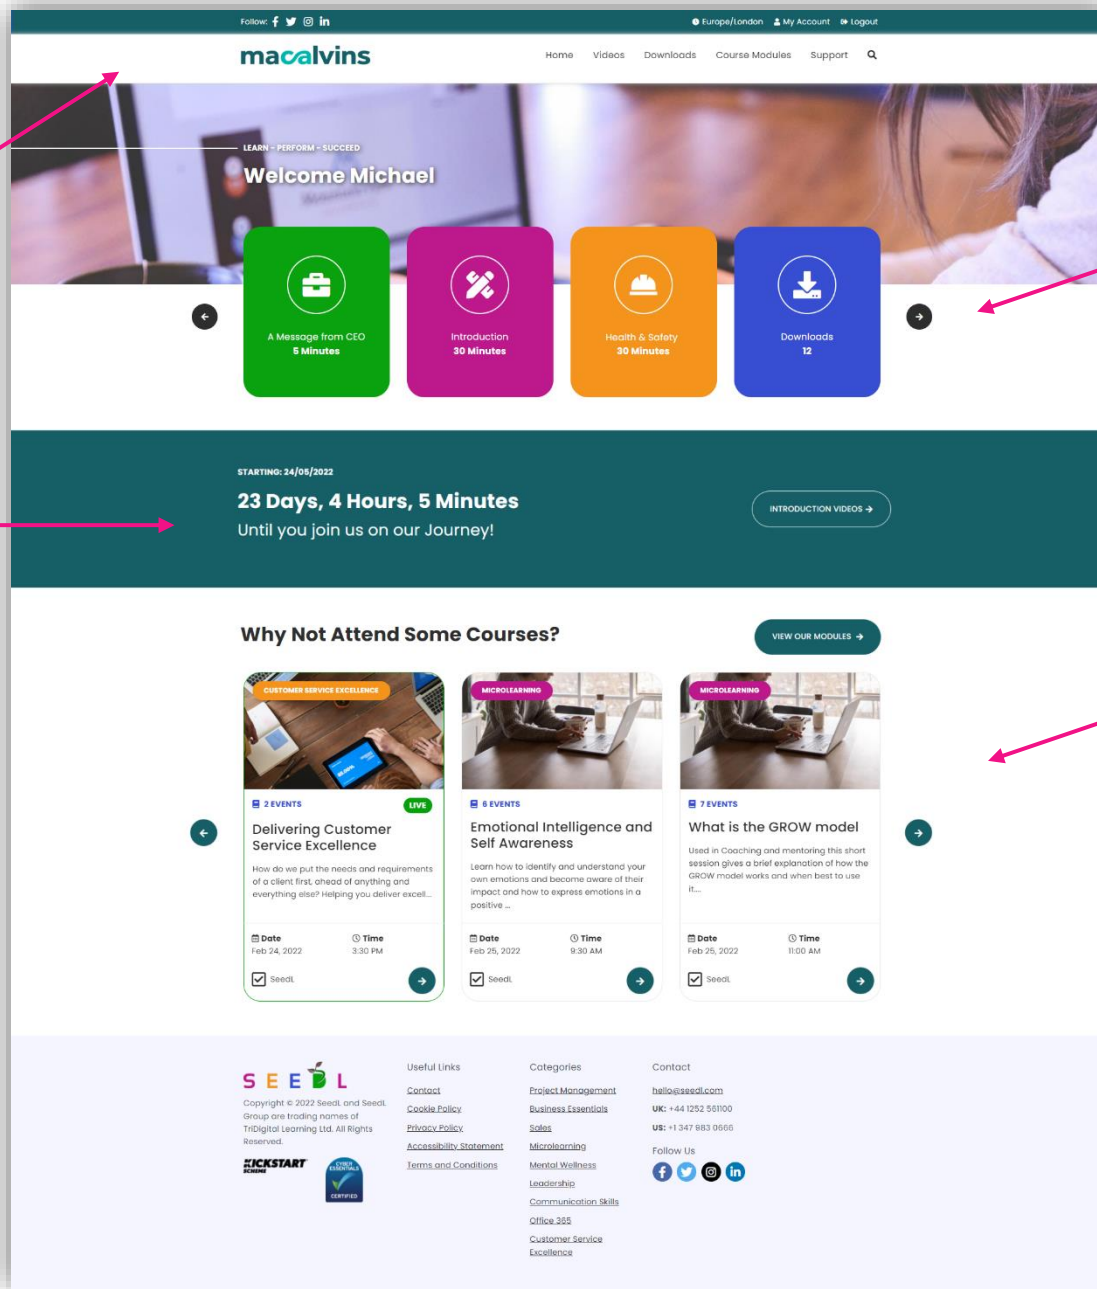 Follow:
Europe/London My Account Logout
macalvins
Home Videos Downloads Course Modules Support
LEARN - PERFORM - SUCCEED
Welcome Michael
A Message from CEO
5 Minutes
Introduction
30 Minutes
Health & Safety
30 Minutes
Downloads
12
STARTING: 24/05/2022
23 Days, 4 Hours, 5 Minutes
Until you join us on our Journey!
INTRODUCTION VIDEOS →
Why Not Attend Some Courses?
VIEW OUR MODULES →
CUSTOMER SERVICE EXCELLENCE
2 EVENTS
LIVE
Delivering Customer
Service Excellence
How do we put the needs and requirements
of a client first, ahead of anything and
everything else? Helping you deliver excell...
Date Time
Feb 24, 2022 3:30 PM
SeedL
MICROLEARNING
6 EVENTS
Emotional Intelligence and
Self Awareness
Learn how to identify and understand your
own emotions and become aware of their
impact and how to express emotions in a
positive ...
Date Time
Feb 25, 2022 9:30 AM
SeedL
MICROLEARNING
7 EVENTS
What is the GROW model
Used in Coaching and mentoring this short
session gives a brief explanation of how the
GROW model works and when best to use
it....
Date Time
Feb 25, 2022 11:00 AM
SeedL
SEEDL
Copyright © 2022 SeedL and SeedL
Group are trading names of
TriDigital Learning Ltd. All Rights
Reserved.
KICKSTART
SCHEME
CYBER
ESSENTIALS
CERTIFIED
Useful Links
Contact
Cookie Policy
Privacy Policy
Accessibility Statement
Terms and Conditions
Categories
Project Management
Business Essentials
Sales
Microlearning
Mental Wellness
Leadership
Communication Skills
Office 365
Customer Service
Excellence
Contact
hello@seedl.com
UK: +44 1252 561100
US: +1 347 983 0666
Follow Us